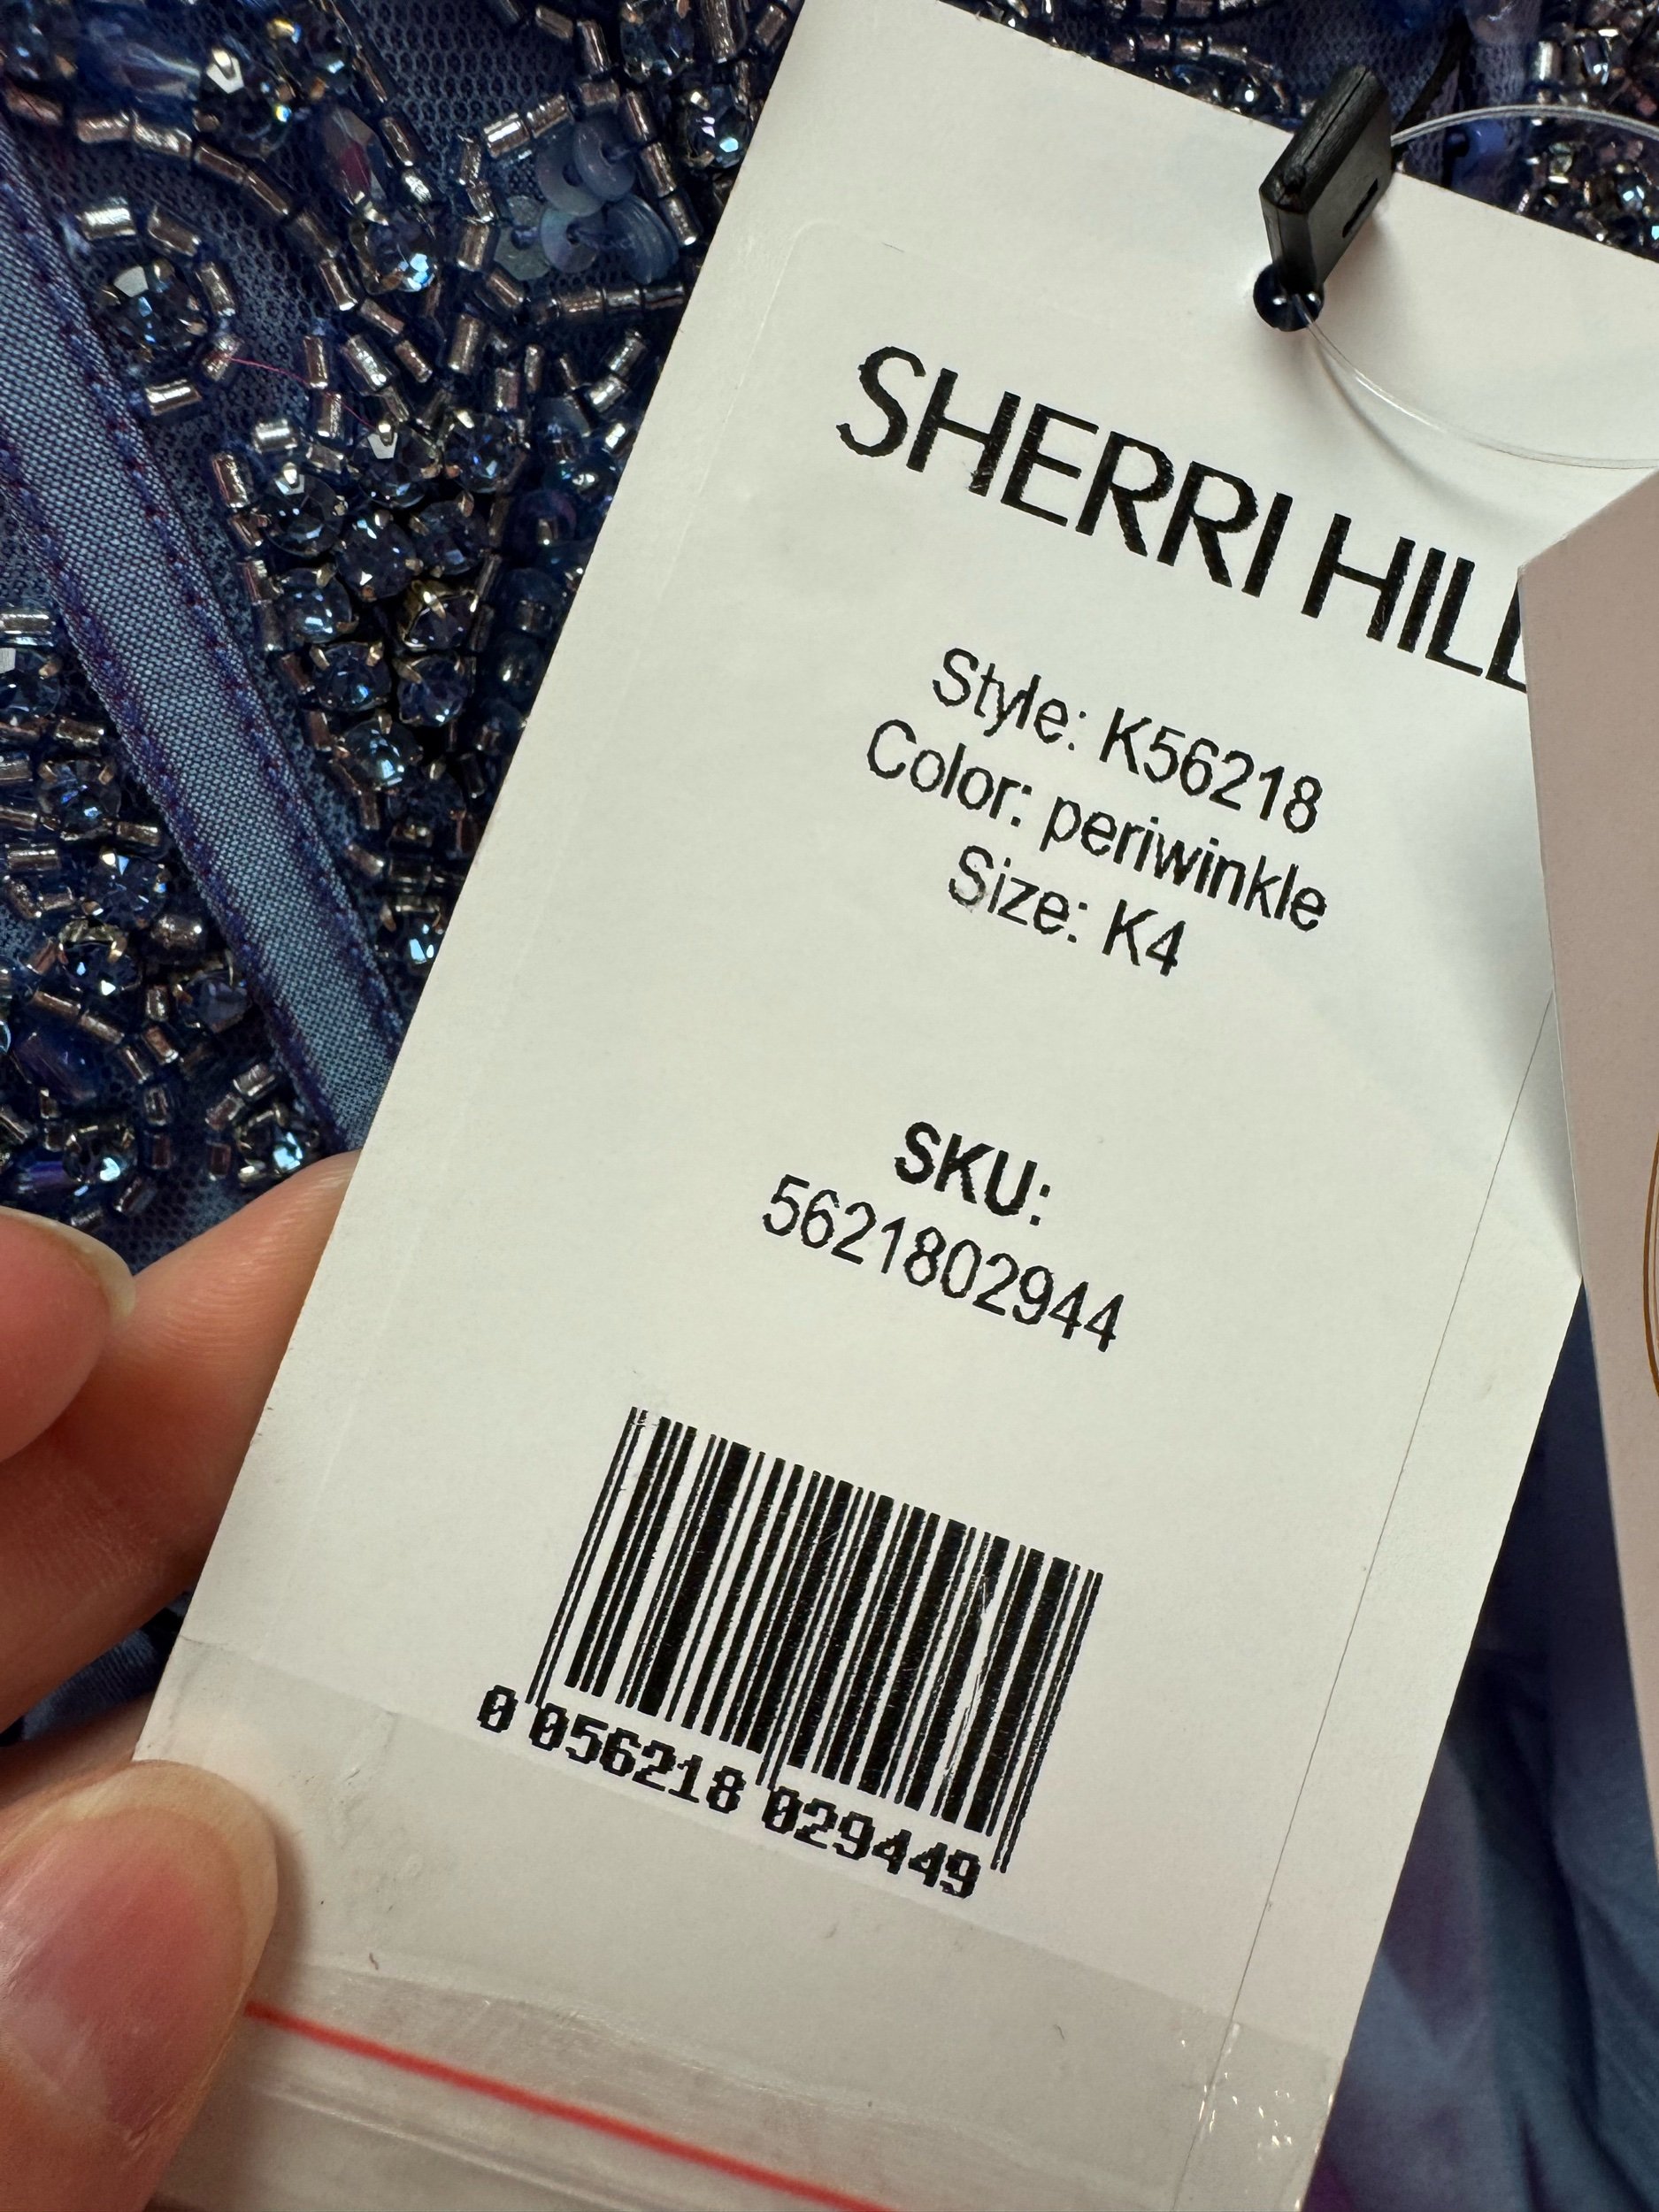 SHERRI HILL
Style: K56218
Color: periwinkle
Size: K4
SKU:
5621802944
0 056218 029449